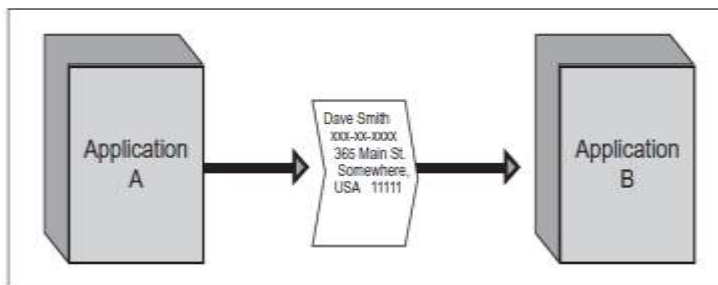 Application
A
Dave Smith
xxx-xx-xxxx
365 Main St.
Somewhere,
USA 11111
Application
B